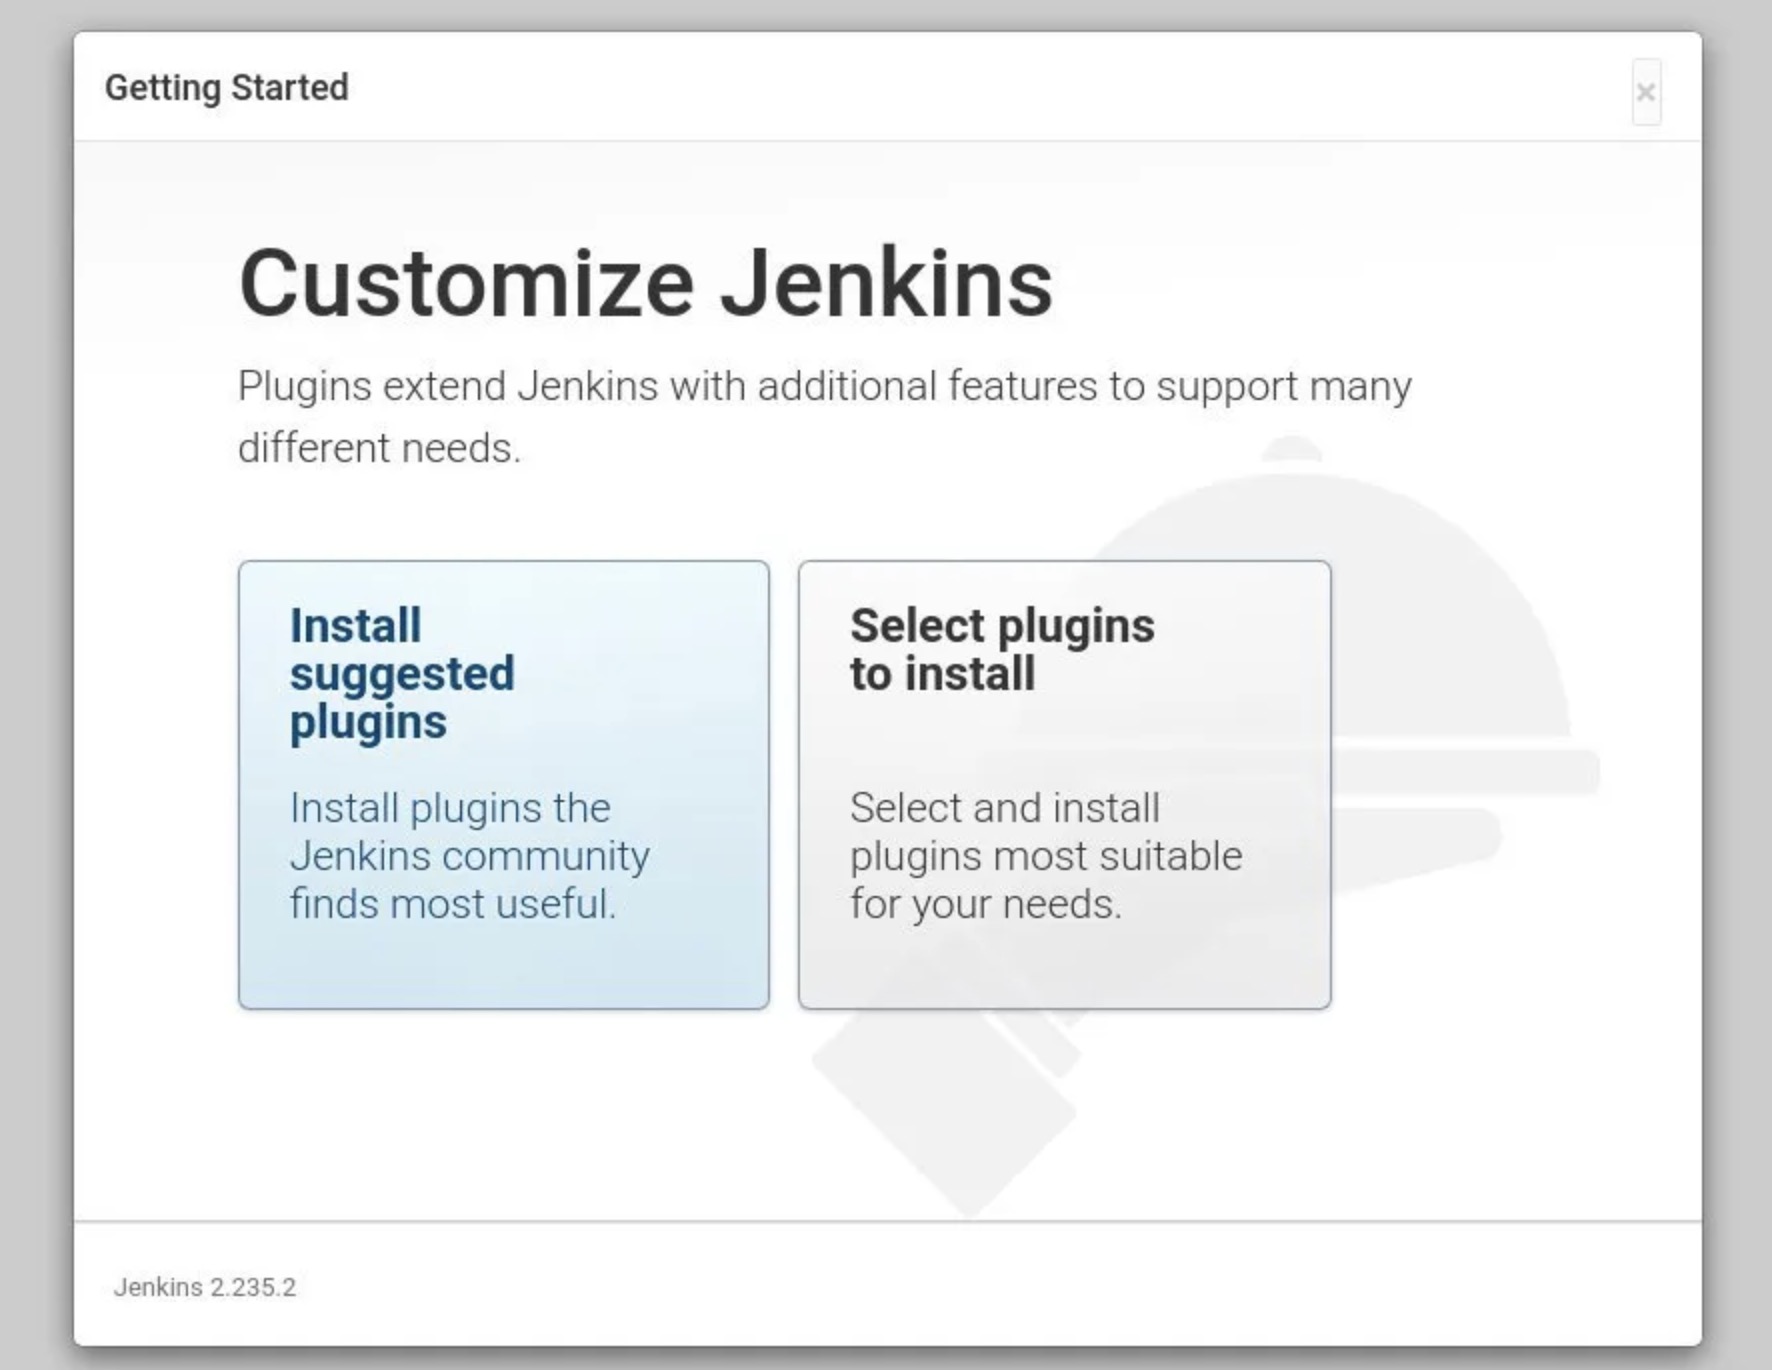 Getting Started
×
Customize Jenkins
Plugins extend Jenkins with additional features to support many
different needs.
Install
suggested
plugins
Install plugins the
Jenkins community
finds most useful.
Select plugins
to install
Select and install
plugins most suitable
for your needs.
Jenkins 2.235.2